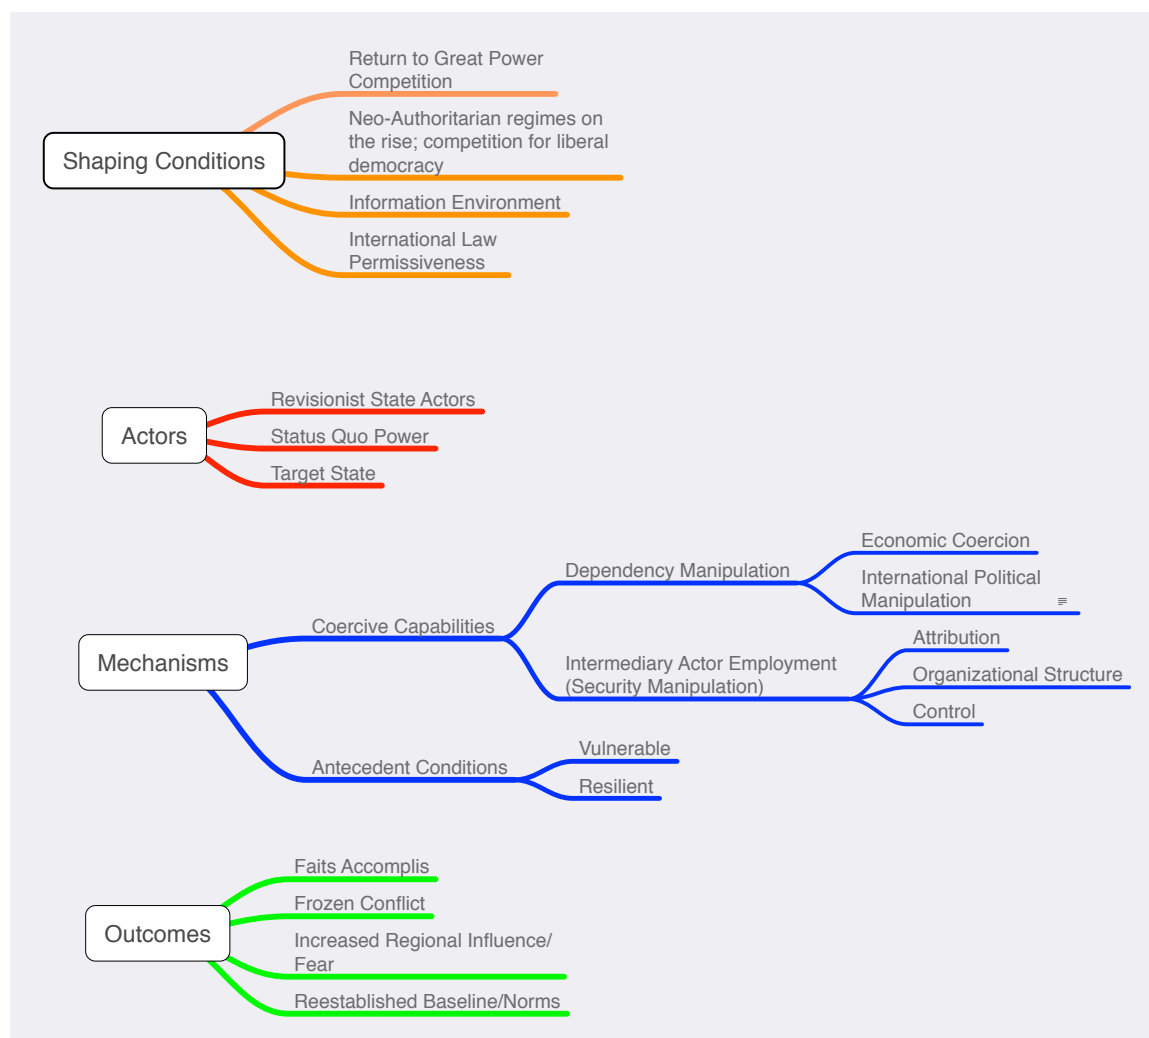 Return to Great Power
Competition
Neo-Authoritarian regimes on
the rise; competition for liberal
democracy
Shaping Conditions
Information Environment
International Law
Permissiveness
Revisionist State Actors
Actors
Status Quo Power
Target State
Economic Coercion
Dependency Manipulation
International Political
Manipulation
Coercive Capabilities
Attribution
Intermediary Actor Employment
(Security Manipulation)
Organizational Structure
Control
Mechanisms
Vulnerable
Antecedent Conditions
Resilient
Faits Accomplis
Frozen Conflict
Outcomes
Increased Regional Influence/
Fear
Reestablished Baseline/Norms